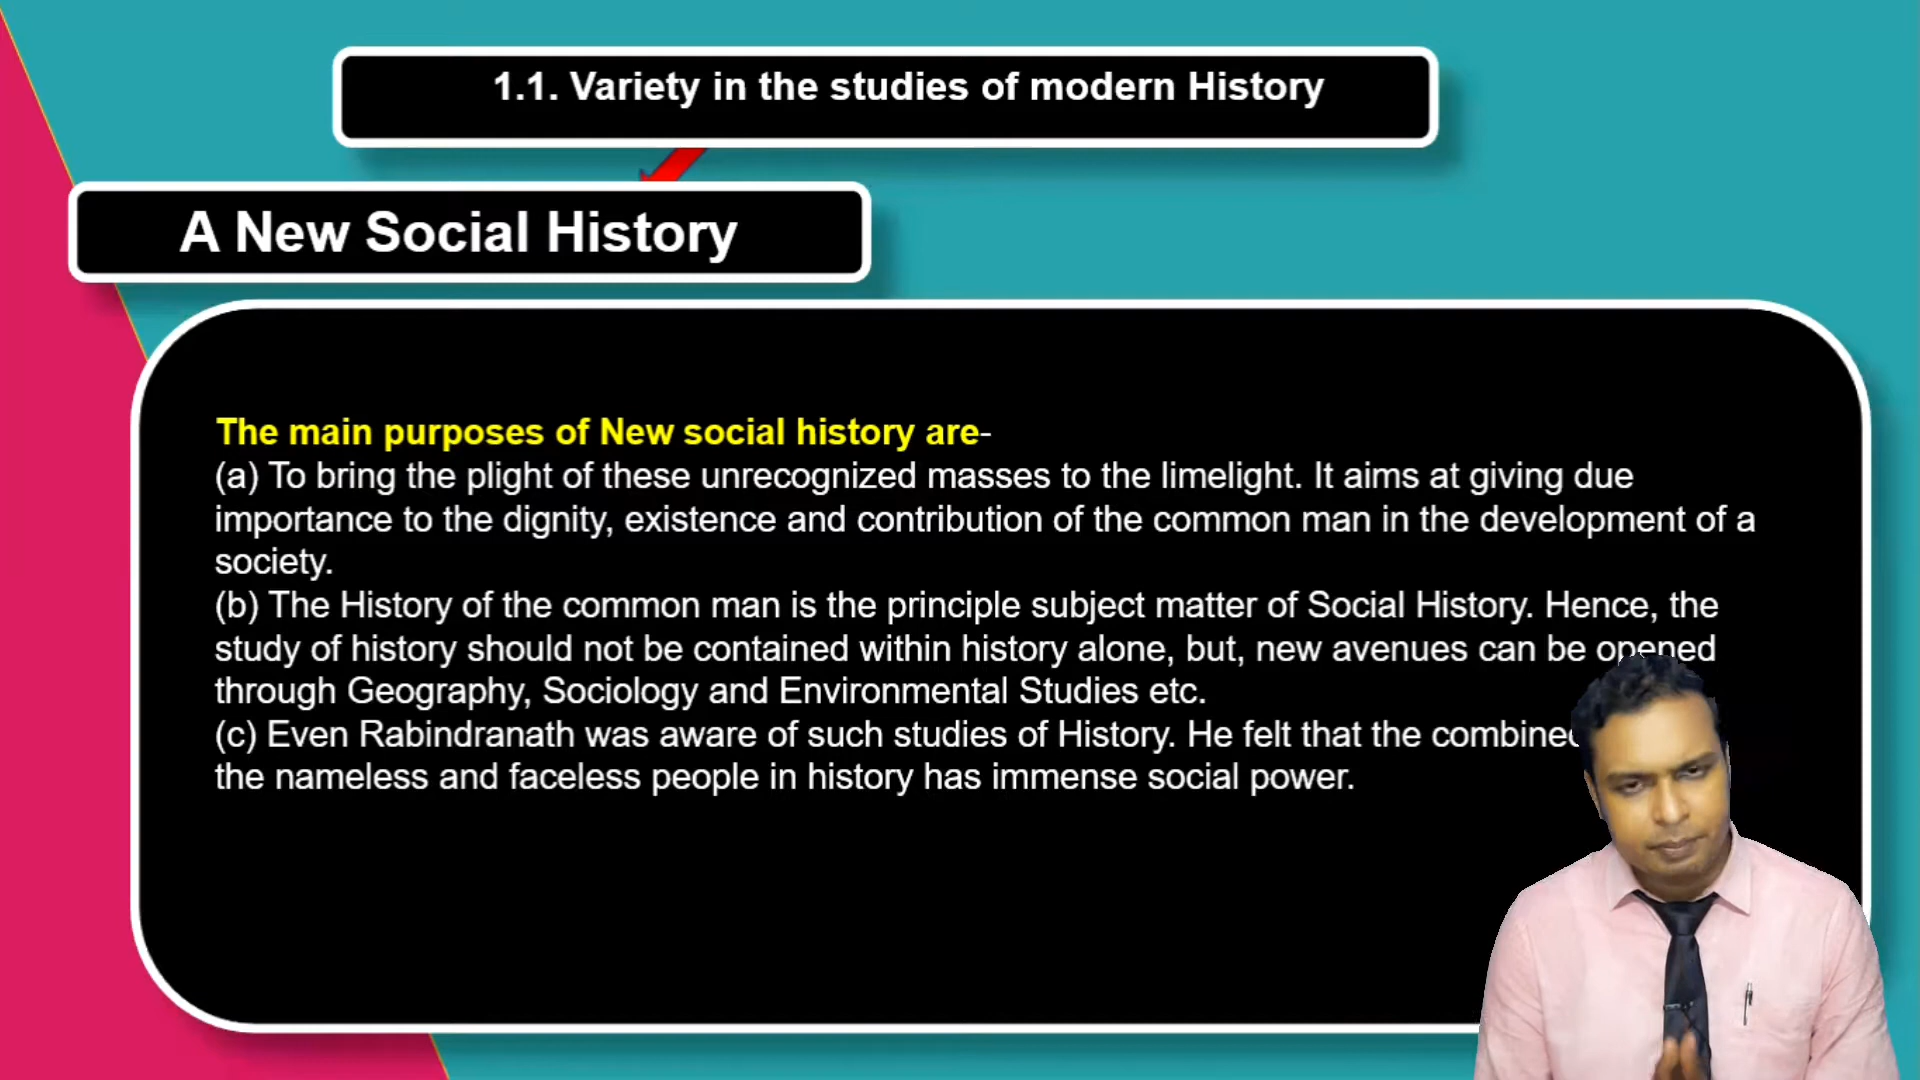 1.1. Variety in the studies of modern History
A New Social History
The main purposes of New social history are-
(a) To bring the plight of these unrecognized masses to the limelight. It aims at giving due
importance to the dignity, existence and contribution of the common man in the development of a
society.
(b) The History of the common man is the principle subject matter of Social History. Hence, the
study of history should not be contained within history alone, but, new avenues can be opened
through Geography, Sociology and Environmental Studies etc.
(c) Even Rabindranath was aware of such studies of History. He felt that the combined
the nameless and faceless people in history has immense social power.